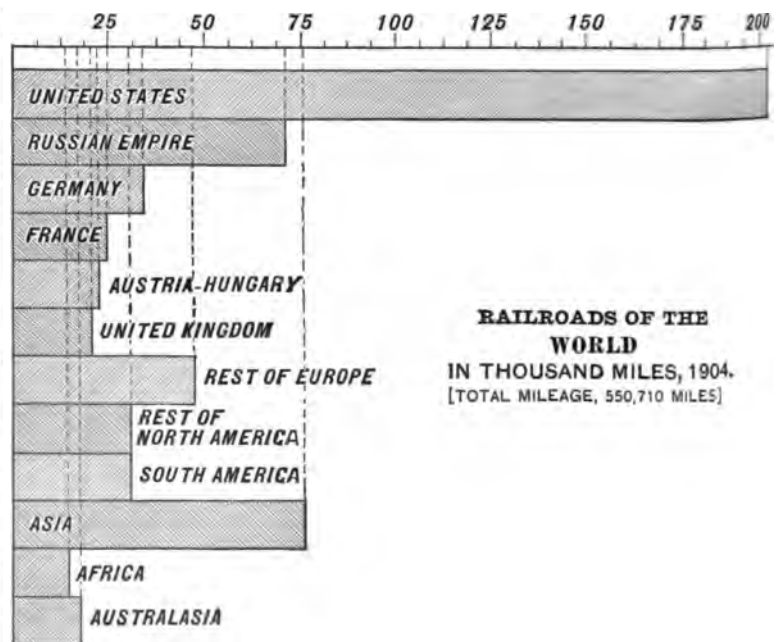 25 50 75 100 125 150 175 200
UNITED STATES
RUSSIAN EMPIRE
GERMANY
FRANCE
AUSTRIA-HUNGARY
UNITED KINGDOM
REST OF EUROPE
REST OF
NORTH AMERICA
SOUTH AMERICA
ASIA
AFRICA
AUSTRALASIA
RAILROADS OF THE
WORLD
IN THOUSAND MILES, 1904.
[TOTAL MILEAGE, 550,710 MILES]